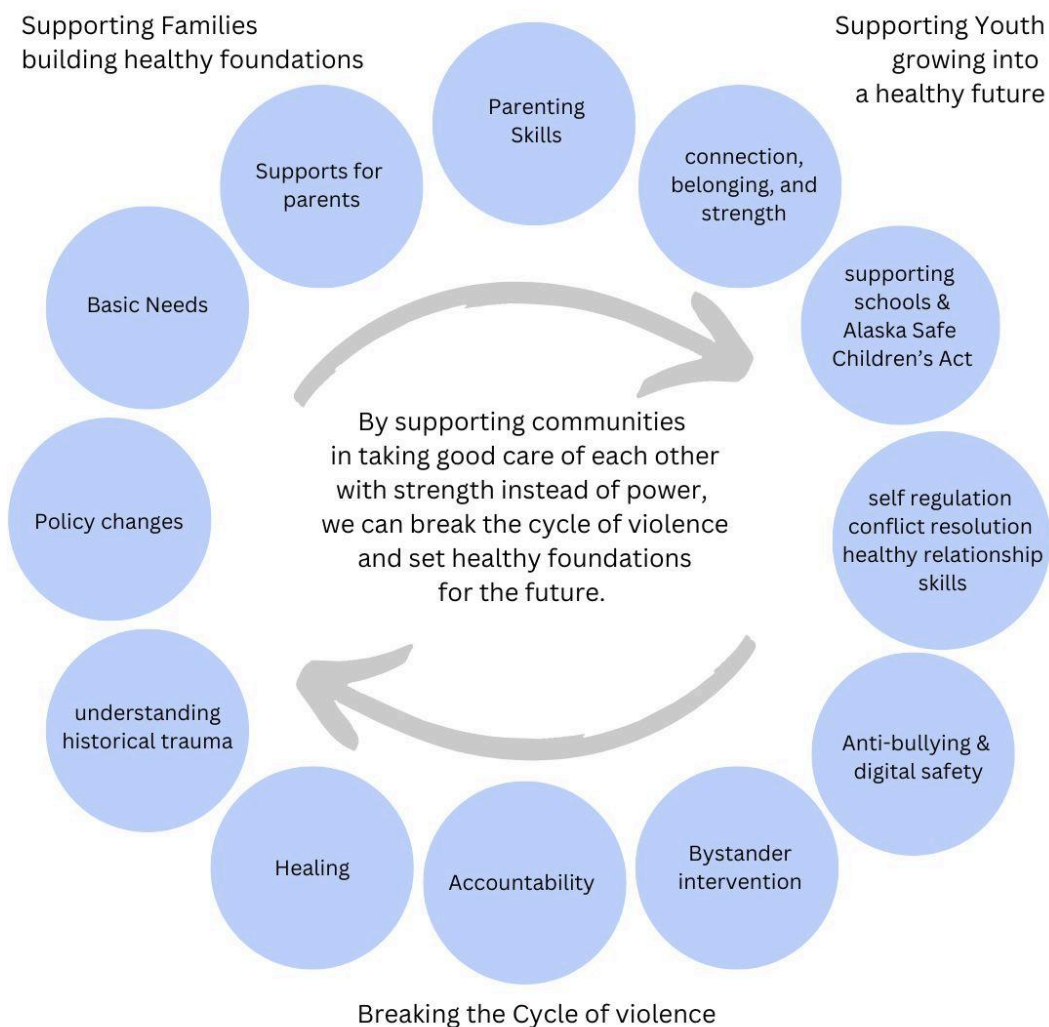 Supporting Families
building healthy foundations
Supporting Youth
growing into
a healthy future
Parenting
Skills
connection,
belonging, and
strength
supporting
schools &
Alaska Safe
Children’s Act
self regulation
conflict resolution
healthy relationship
skills
Anti-bullying &
digital safety
Bystander
intervention
Accountability
Healing
understanding
historical trauma
Policy changes
Basic Needs
Supports for
parents
By supporting communities
in taking good care of each other
with strength instead of power,
we can break the cycle of violence
and set healthy foundations
for the future.
Breaking the Cycle of violence